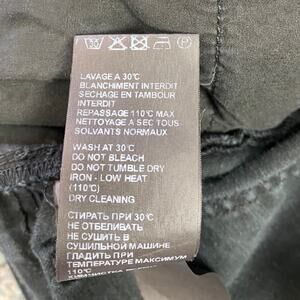 30 P
LAVAGE A 30°C
BLANCHIMENT INTERDIT
SECHAGE EN TAMBOUR
INTERDIT
REPASSAGE 110°C MAX
NETTOYAGE A SEC TOUS
SOLVANTS NORMAUX
WASH AT 30°C
DO NOT BLEACH
DO NOT TUMBLE DRY
IRON - LOW HEAT
(110°C)
DRY CLEANING
СТИРАТЬ ПРИ 30°C
НЕ ОТБЕЛИВАТЬ
НЕ СУШИТЬ В
СУШИЛЬНОЙ МАШИНЕ
ГЛАДИТЬ ПРИ
ТЕМПЕРАТУРЕ МАКСИМУМ
110°C